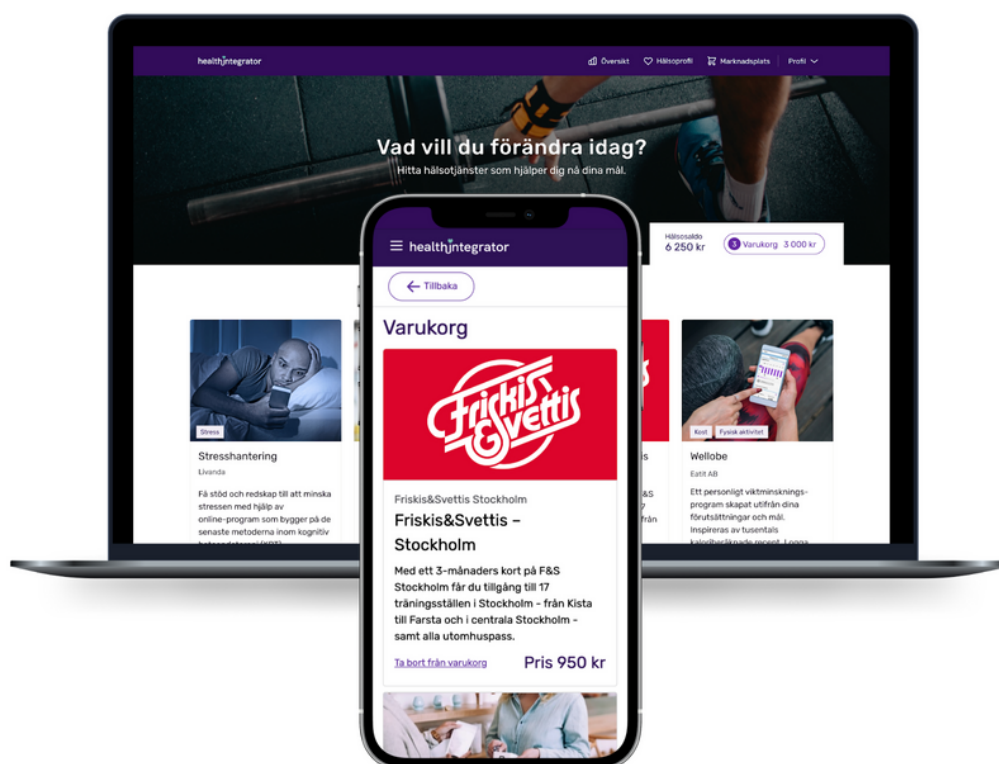 healthintegrator
Översikt
Hälsoprofil
Marknadsplats
Profil
Vad vill du förändra idag?
Hitta hälsotjänster som hjälper dig nå dina mål.
Hälsosaldo
6 250 kr
3 Varukorg 3 000 kr
Stress
Stresshantering
Livanda
Få stöd och redskap till att minska
stressen med hjälp av
online-program som bygger på de
senaste metoderna inom kognitiv
healthintegrator
Tillbaka
Varukorg
Friskis
&Svettis
Friskis&Svettis Stockholm
Friskis&Svettis –
Stockholm
Med ett 3-månaders kort på F&S
Stockholm får du tillgång till 17
träningsställen i Stockholm - från Kista
till Farsta och i centrala Stockholm -
samt alla utomhuspass.
Ta bort från varukorg
Pris 950 kr
Kost
Fysisk aktivitet
Wellobe
Eatit AB
Ett personligt viktminsknings-
program skapat utifrån dina
förutsättningar och mål.
Inspireras av tusentals
kaloriberäknade recept. Logga